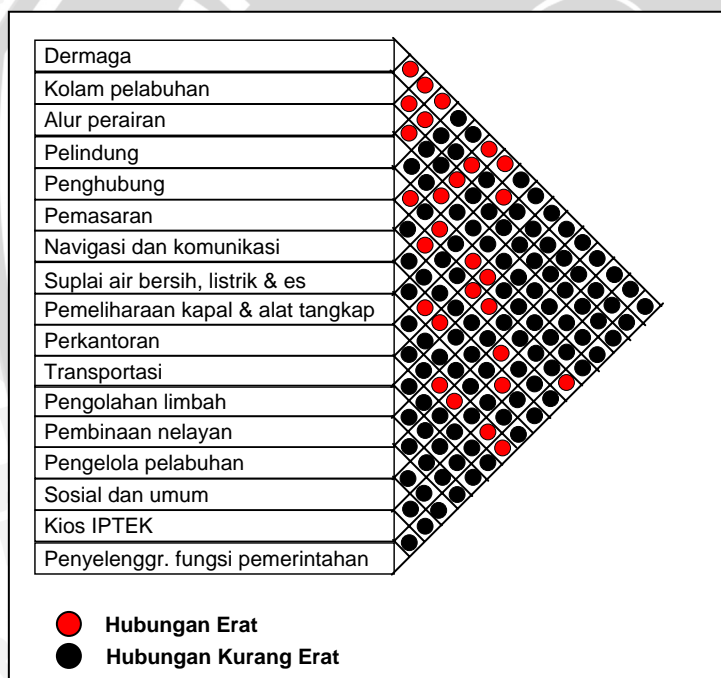 Dermaga
Kolam pelabuhan
Alur perairan
Pelindung
Penghubung
Pemasaran
Navigasi dan komunikasi
Suplai air bersih, listrik & es
Pemeliharaan kapal & alat tangkap
Perkantoran
Transportasi
Pengolahan limbah
Pembinaan nelayan
Pengelola pelabuhan
Sosial dan umum
Kios IPTEK
Penyelenggr. fungsi pemerintahan
Hubungan Erat
Hubungan Kurang Erat